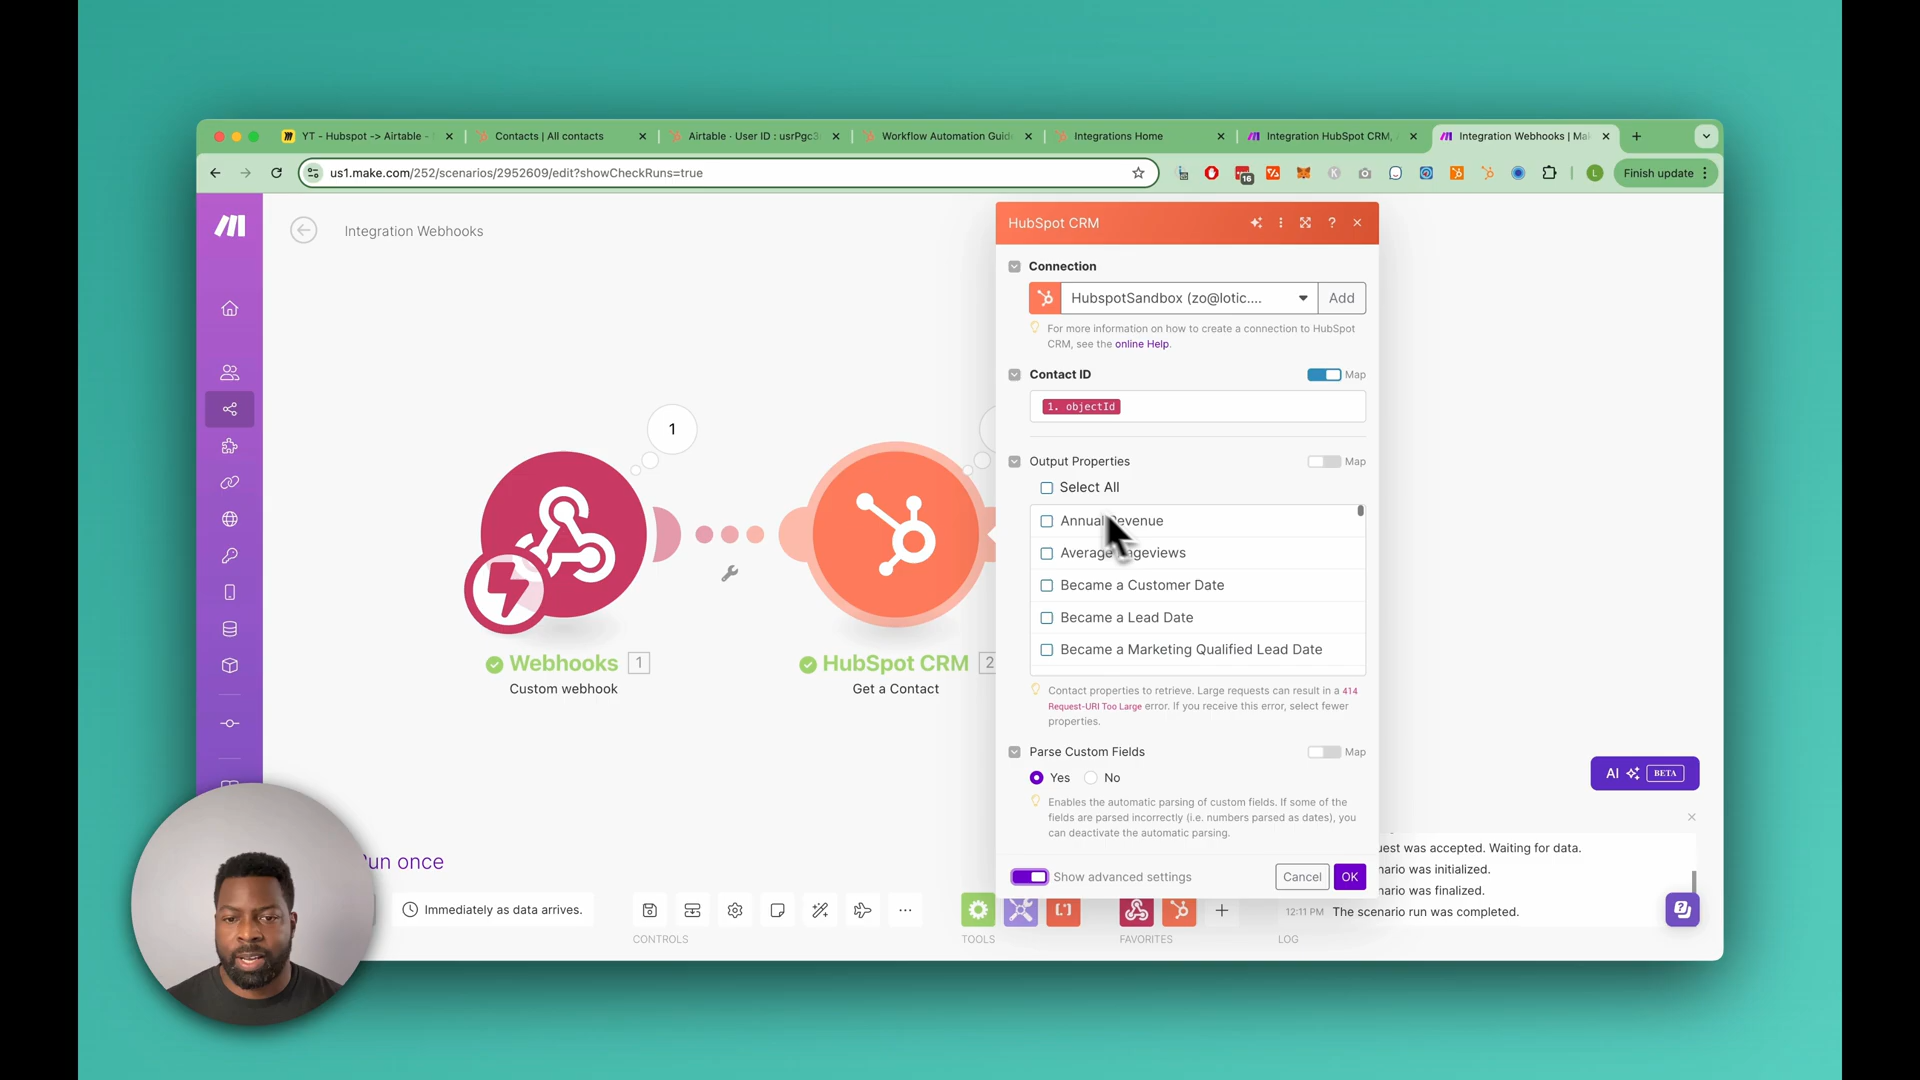 YT - Hubspot -> Airtable -
Contacts | All contacts
Airtable · User ID : usrPgc3
Workflow Automation Guid
Integrations Home
Integration HubSpot CRM,
Integration Webhooks | Mak
us1.make.com/252/scenarios/2952609/edit?showCheckRuns=true
16
K
L
Finish update
Integration Webhooks
HubSpot CRM
?
Connection
HubspotSandbox (zo@lotic....
Add
For more information on how to create a connection to HubSpot
CRM, see the online Help.
Contact ID
Map
1. objectId
Output Properties
Map
Select All
Annual Revenue
Average Pageviews
Became a Customer Date
Became a Lead Date
Became a Marketing Qualified Lead Date
Contact properties to retrieve. Large requests can result in a 414
Request-URI Too Large error. If you receive this error, select fewer
properties.
Parse Custom Fields
Map
Yes
No
Enables the automatic parsing of custom fields. If some of the
fields are parsed incorrectly (i.e. numbers parsed as dates), you
can deactivate the automatic parsing.
Show advanced settings
Cancel
OK
1
Webhooks
1
Custom webhook
HubSpot CRM
2
Get a Contact
AI
BETA
uest was accepted. Waiting for data.
nario was initialized.
nario was finalized.
12:11 PM The scenario run was completed.
Run once
Immediately as data arrives.
CONTROLS
TOOLS
FAVORITES
LOG